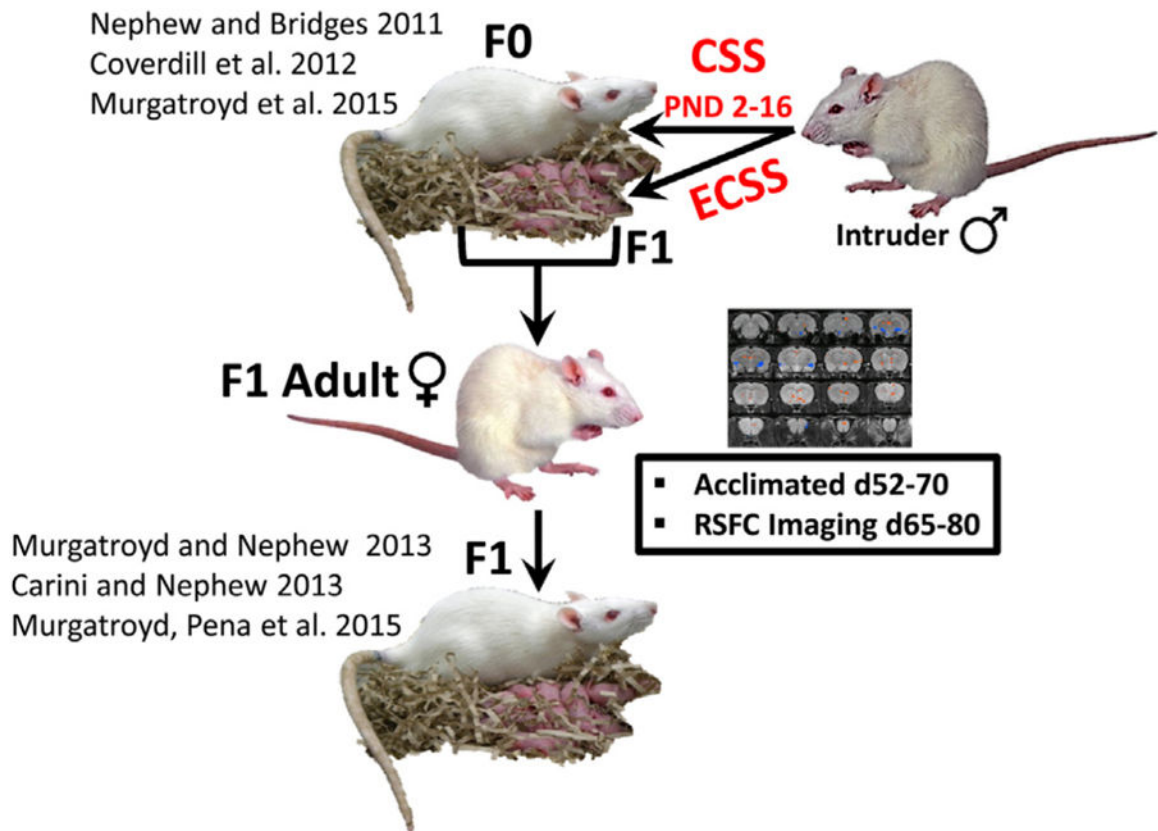 Nephew and Bridges 2011
Coverdill et al. 2012
Murgatroyd et al. 2015
F0
CSS
PND 2-16
ECSS
Intruder ♂
F1
F1 Adult ♀
▪ Acclimated d52-70
▪ RSFC Imaging d65-80
Murgatroyd and Nephew 2013
Carini and Nephew 2013
Murgatroyd, Pena et al. 2015
F1